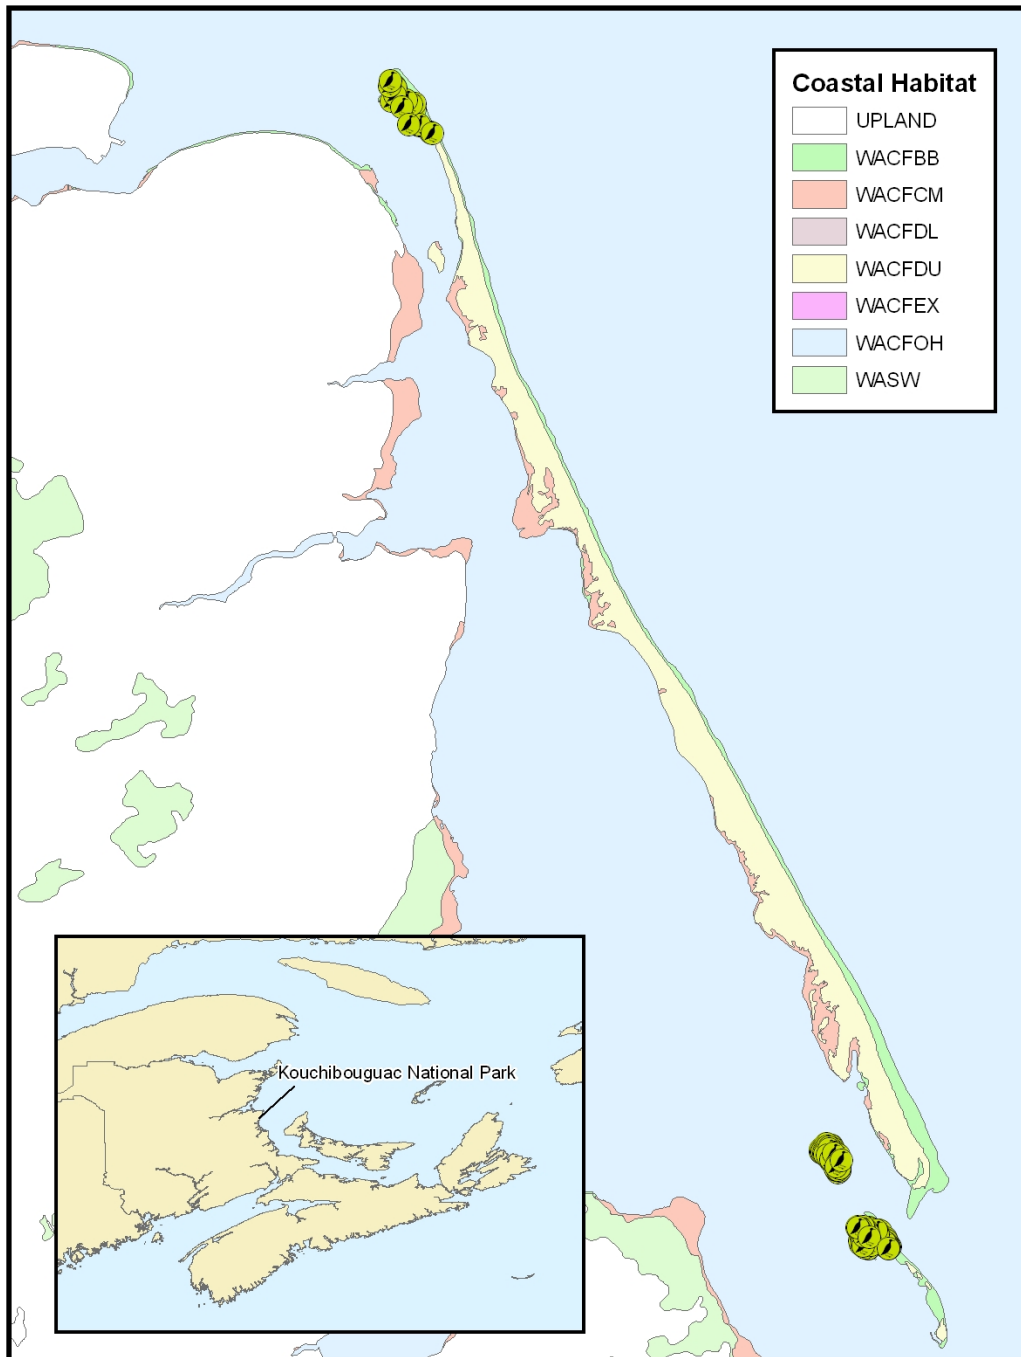 Coastal Habitat
UPLAND
WACFBB
WACFCM
WACFDL
WACFDU
WACFEX
WACFOH
WASW
Kouchibouguac National Park